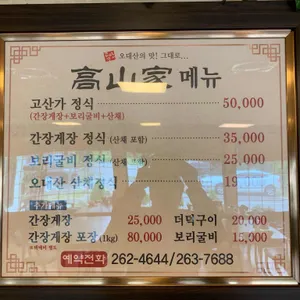 오대산의 맛! 그대로...
高山家 메뉴
고산가 정식 50,000
(간장게장+보리굴비+산채)
간장게장 정식 (산채 포함) 35,000
보리굴비 정식 (산채 포함) 25,000
오대산 산채정식
간장게장 25,000 더덕구이 20,000
간장게장 포장(1kg) 80,000 보리굴비 15,000
예약전화 262-4644/263-7688